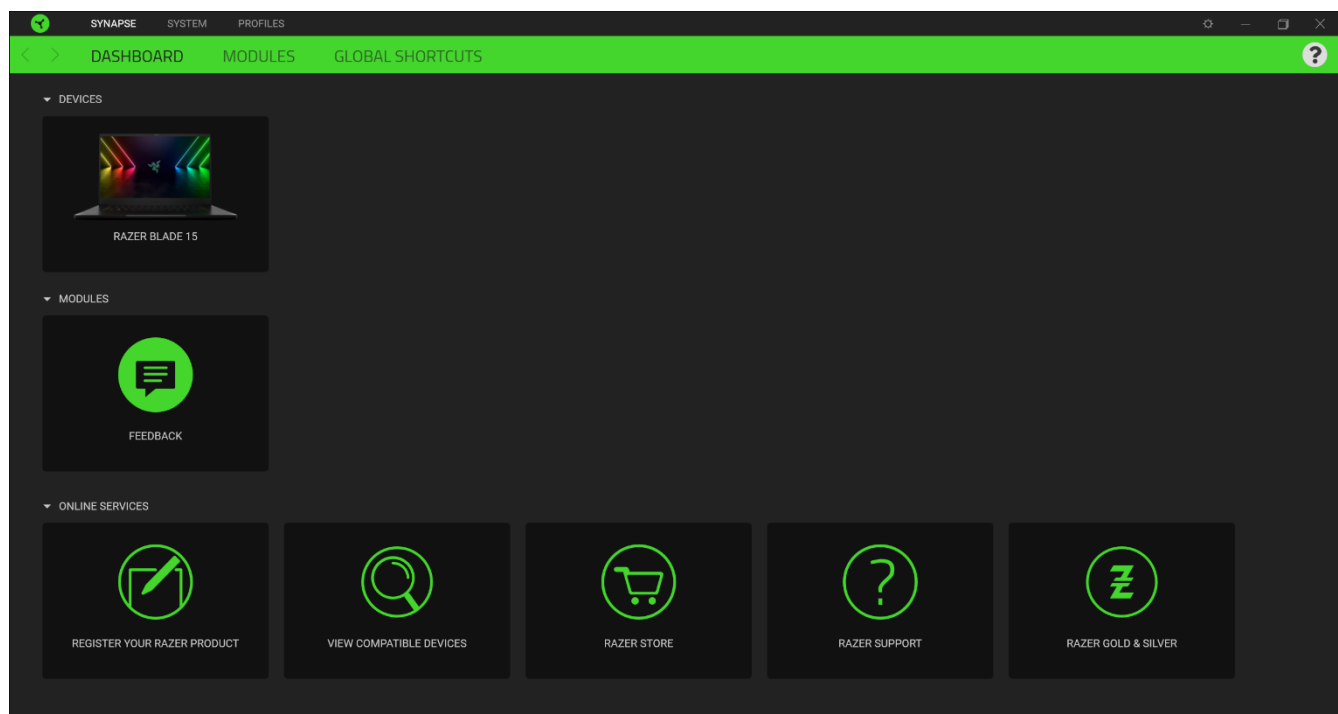 SYNAPSE SYSTEM PROFILES
DASHBOARD MODULES GLOBAL SHORTCUTS
DEVICES
RAZER BLADE 15
MODULES
FEEDBACK
ONLINE SERVICES
REGISTER YOUR RAZER PRODUCT
VIEW COMPATIBLE DEVICES
RAZER STORE
RAZER SUPPORT
RAZER GOLD & SILVER